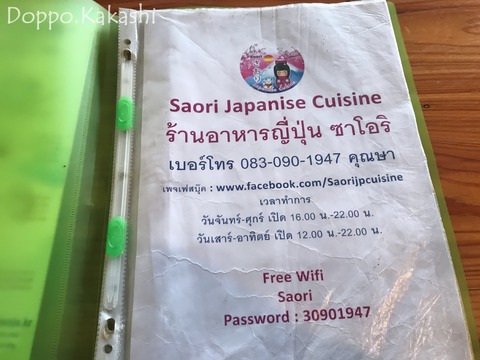 Doppo.Kakashi
Saori Japanise Cuisine
ร้านอาหารญี่ปุ่น ซาโอริ
เบอร์โทร 083-090-1947 คุณษา
เพจเฟสบุ๊ค : www.facebook.com/Saorijpcuisine
เวลาทำการ
วันจันทร์-ศุกร์ เปิด 16.00 น.-22.00 น.
วันเสาร์-อาทิตย์ เปิด 12.00 น.-22.00 น.
Free Wifi
Saori
Password : 30901947